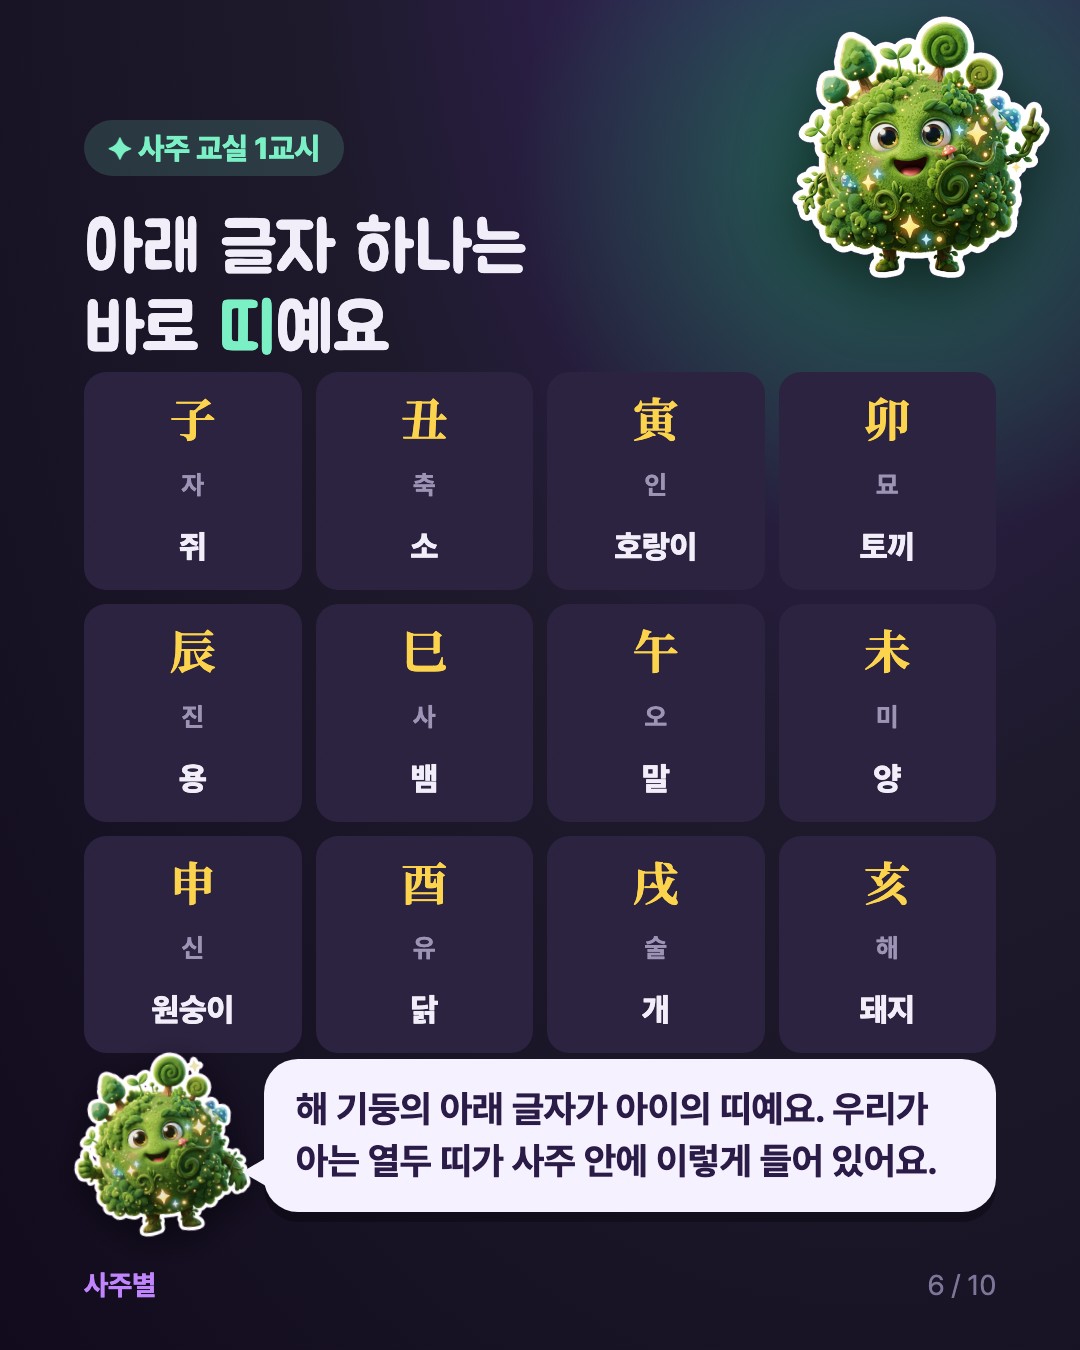 ✦ 사주 교실 1교시
아래 글자 하나는
바로 띠예요
子 丑 寅 卯
자 축 인 묘
쥐 소 호랑이 토끼
辰 巳 午 未
진 사 오 미
용 뱀 말 양
申 酉 戌 亥
신 유 술 해
원숭이 닭 개 돼지
해 기둥의 아래 글자가 아이의 띠예요. 우리가
아는 열두 띠가 사주 안에 이렇게 들어 있어요.
사주별
6 / 10